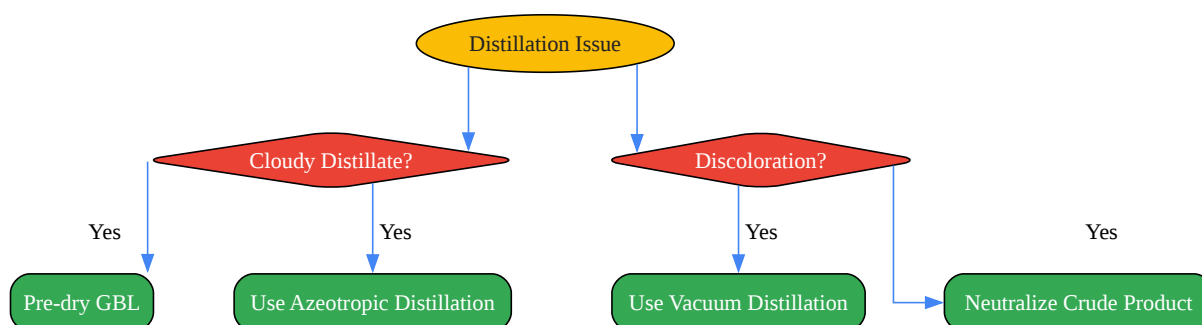 Distillation Issue
Cloudy Distillate?
Discoloration?
Yes
Yes
Yes
Yes
Pre-dry GBL
Use Azeotropic Distillation
Use Vacuum Distillation
Neutralize Crude Product